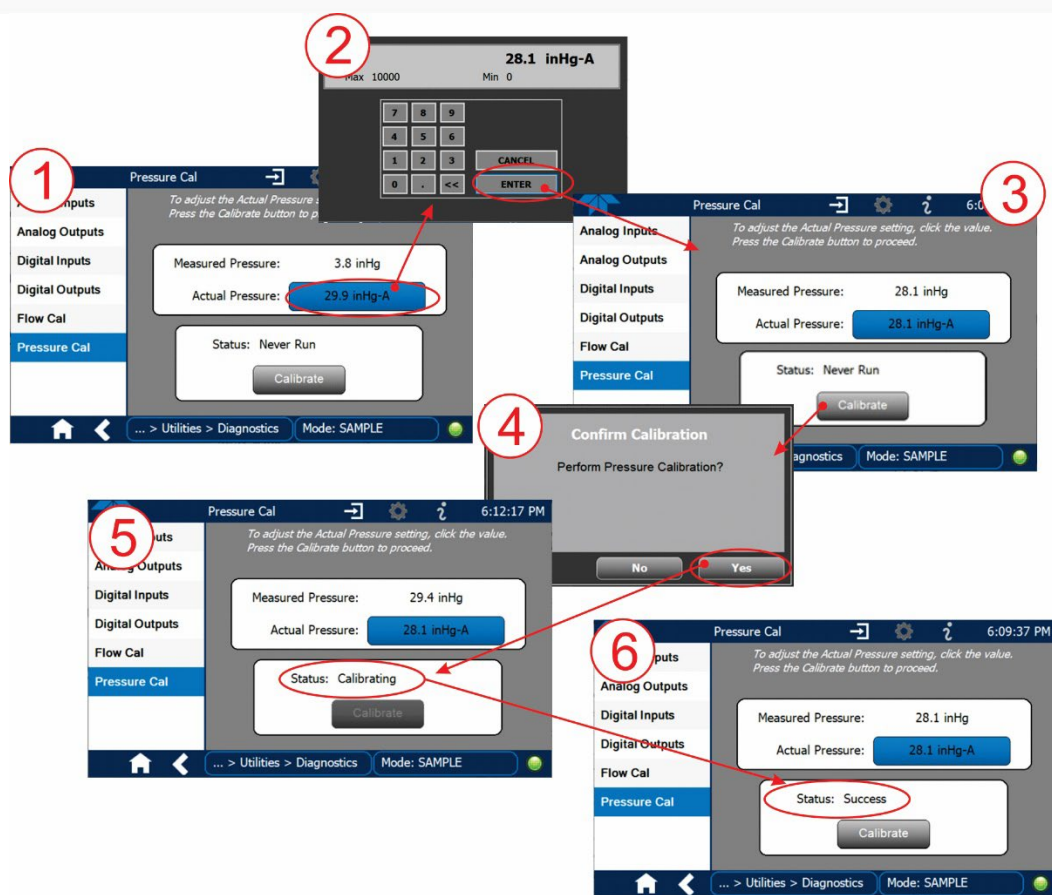 2
28.1 inHg-A
Max 10000 Min 0
7 8 9
4 5 6
1 2 3 CANCEL
0 . << ENTER
1
Pressure Cal
To adjust the Actual Pressure
Press the Calibrate button to
Inputs
Analog Outputs
Digital Inputs
Digital Outputs
Flow Cal
Pressure Cal
Measured Pressure: 3.8 inHg
Actual Pressure: 29.9 inHg-A
Status: Never Run
Calibrate
... > Utilities > Diagnostics Mode: SAMPLE
3
Pressure Cal i 6:0
To adjust the Actual Pressure setting, click the value.
Press the Calibrate button to proceed.
Analog Inputs
Analog Outputs
Digital Inputs
Digital Outputs
Flow Cal
Pressure Cal
Measured Pressure: 28.1 inHg
Actual Pressure: 28.1 inHg-A
Status: Never Run
Calibrate
agnostics Mode: SAMPLE
4
Confirm Calibration
Perform Pressure Calibration?
No Yes
5
Pressure Cal i 6:12:17 PM
To adjust the Actual Pressure setting, click the value.
Press the Calibrate button to proceed.
puts
Analog Outputs
Digital Inputs
Digital Outputs
Flow Cal
Pressure Cal
Measured Pressure: 29.4 inHg
Actual Pressure: 28.1 inHg-A
Status: Calibrating
Calibrate
... > Utilities > Diagnostics Mode: SAMPLE
6
Pressure Cal i 6:09:37 PM
To adjust the Actual Pressure setting, click the value.
Press the Calibrate button to proceed.
puts
Analog Outputs
Digital Inputs
Digital Outputs
Flow Cal
Pressure Cal
Measured Pressure: 28.1 inHg
Actual Pressure: 28.1 inHg-A
Status: Success
Calibrate
... > Utilities > Diagnostics Mode: SAMPLE